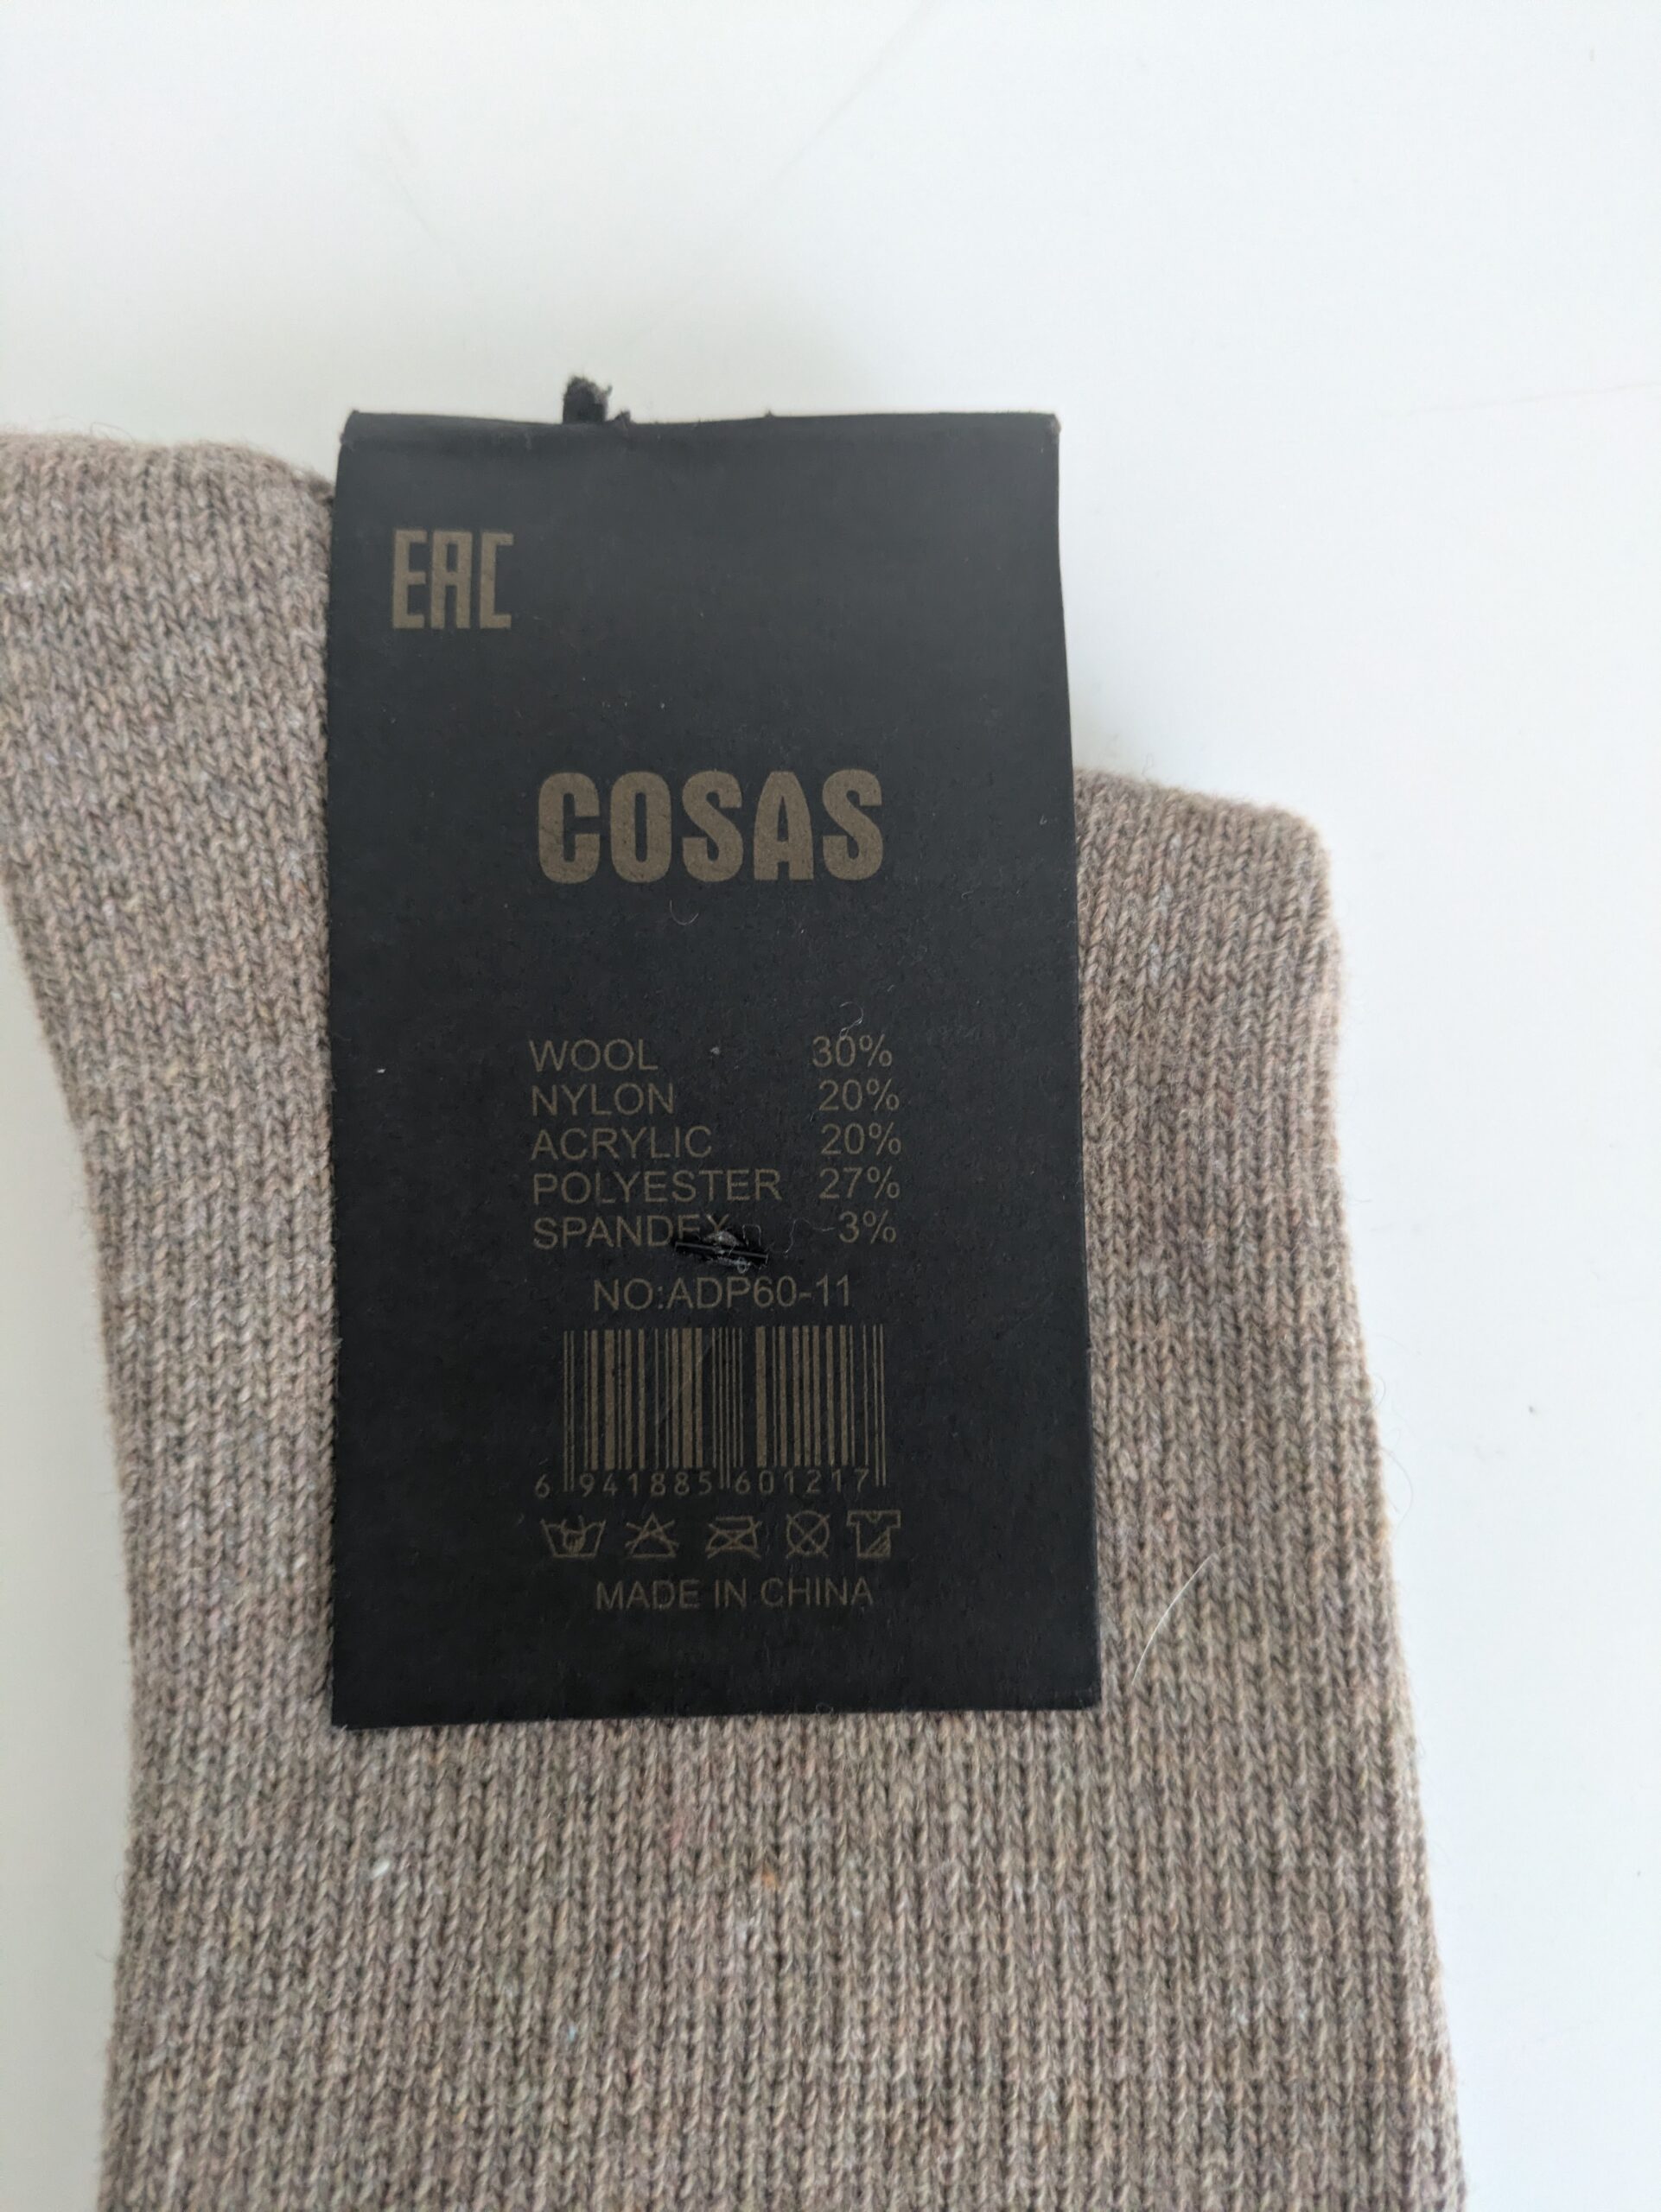 EAC
COSAS
WOOL 30%
NYLON 20%
ACRYLIC 20%
POLYESTER 27%
SPANDEX 3%
NO:ADP60-11
6 941885 601217
MADE IN CHINA